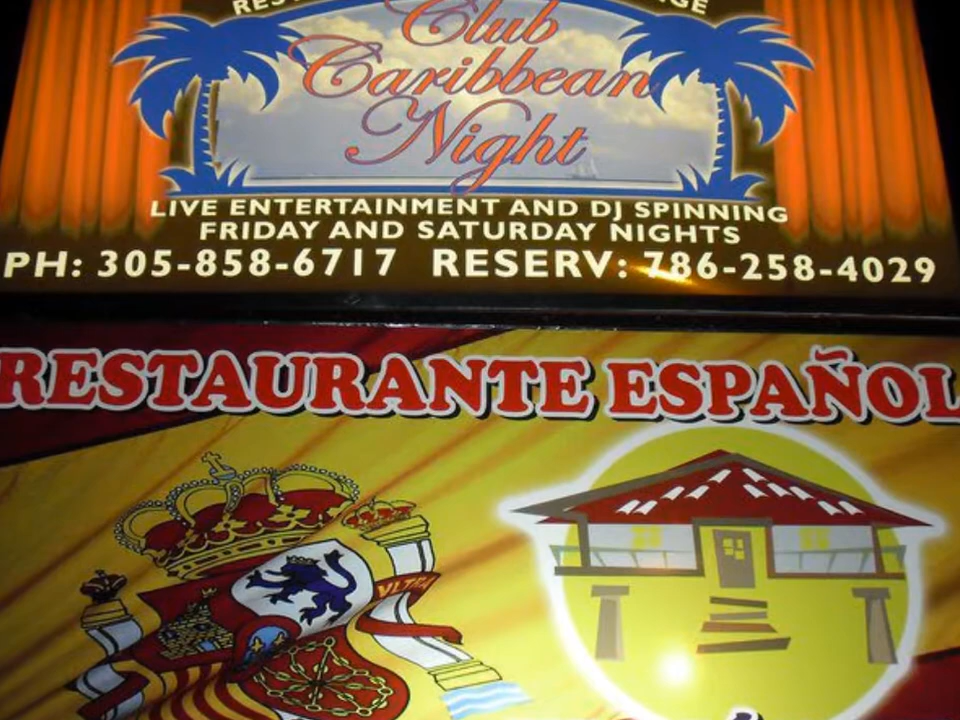 Club
Caribbean
Night
LIVE ENTERTAINMENT AND DJ SPINNING
FRIDAY AND SATURDAY NIGHTS
PH: 305-858-6717 RESERV: 786-258-4029
RESTAURANTE ESPAÑOL
VLTRA